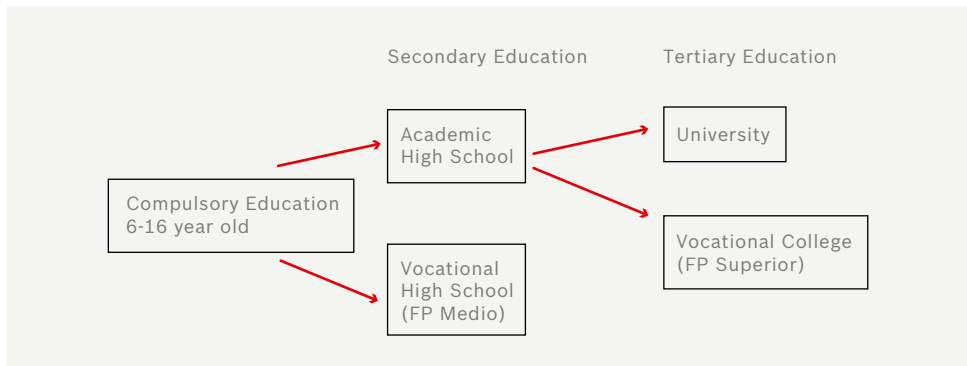 Secondary Education
Tertiary Education
Academic
High School
University
Compulsory Education
6-16 year old
Vocational College
(FP Superior)
Vocational
High School
(FP Medio)